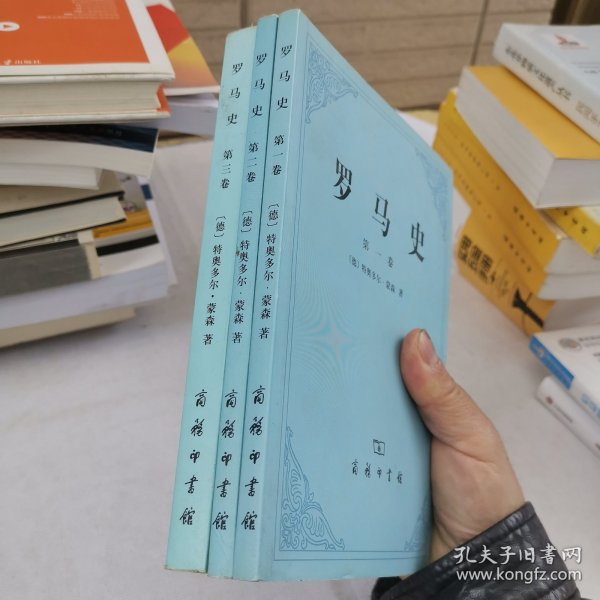 罗马史 第三卷 〔德〕特奥多尔·蒙森 著 商务印书馆
罗马史 第二卷 〔德〕特奥多尔·蒙森 著 商务印书馆
罗马史 第一卷 〔德〕特奥多尔·蒙森 著 商务印书馆
罗马史
第一卷
〔德〕特奥多尔·蒙森 著
商务印书馆
孔夫子旧书网
www.kongfz.com